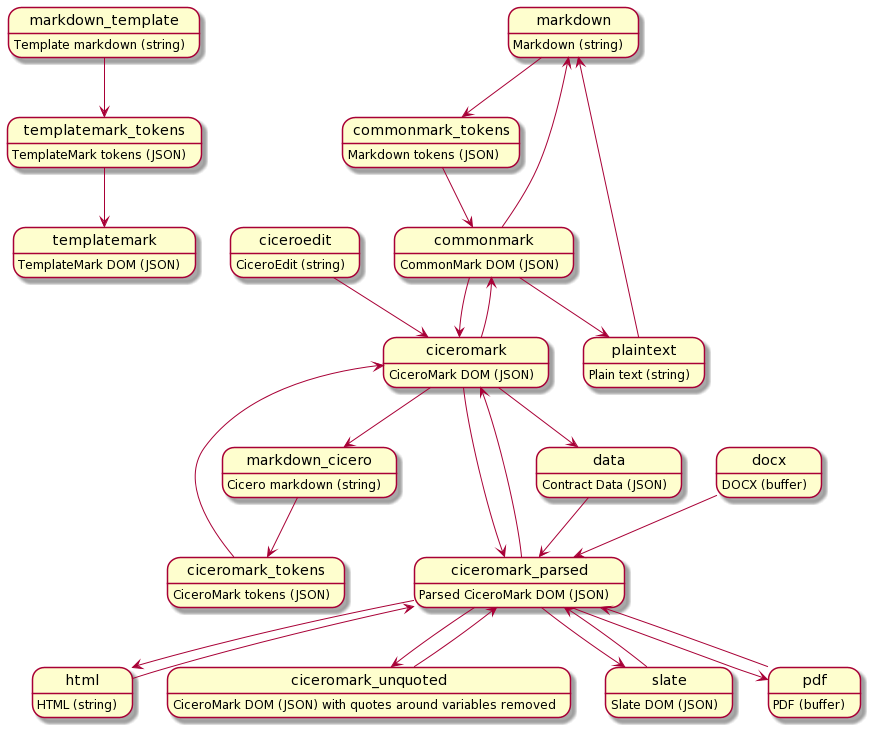 markdown_template
Template markdown (string)
markdown
Markdown (string)
templatemark_tokens
TemplateMark tokens (JSON)
commonmark_tokens
Markdown tokens (JSON)
templatemark
TemplateMark DOM (JSON)
ciceroedit
CiceroEdit (string)
commonmark
CommonMark DOM (JSON)
ciceromark
CiceroMark DOM (JSON)
plaintext
Plain text (string)
markdown_cicero
Cicero markdown (string)
data
Contract Data (JSON)
docx
DOCX (buffer)
ciceromark_tokens
CiceroMark tokens (JSON)
ciceromark_parsed
Parsed CiceroMark DOM (JSON)
html
HTML (string)
ciceromark_unquoted
CiceroMark DOM (JSON) with quotes around variables removed
slate
Slate DOM (JSON)
pdf
PDF (buffer)